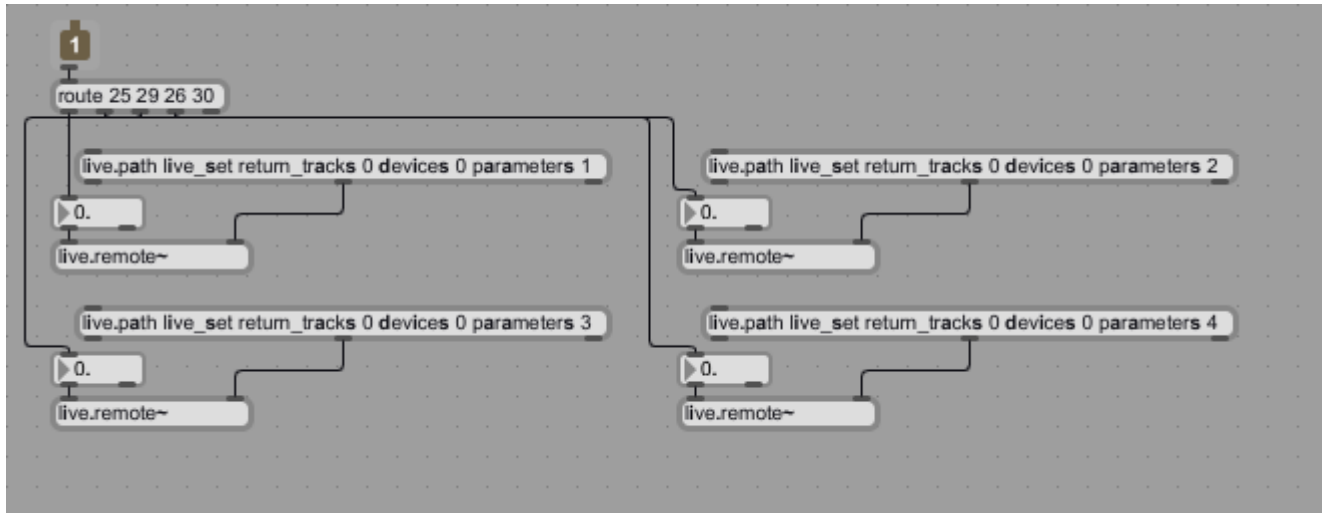 1
route 25 29 26 30
live.path live_set return_tracks 0 devices 0 parameters 1
0.
live.remote~
live.path live_set return_tracks 0 devices 0 parameters 2
0.
live.remote~
live.path live_set return_tracks 0 devices 0 parameters 3
0.
live.remote~
live.path live_set return_tracks 0 devices 0 parameters 4
0.
live.remote~